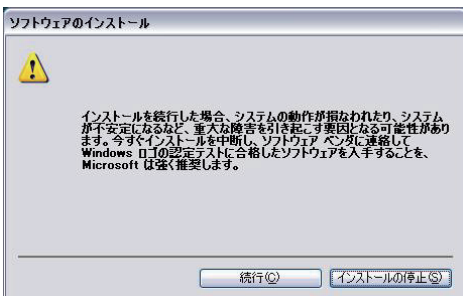 ソフトウェアのインストール
インストールを続行した場合、システムの動作が損なわれたり、システム
が不安定になるなど、重大な障害を引き起こす要因となる可能性があり
ます。今すぐインストールを中断し、ソフトウェア ベンダに連絡して
Windows ロゴの認定テストに合格したソフトウェアを入手することを、
Microsoft は強く推奨します。
続行(C) インストールの停止(S)